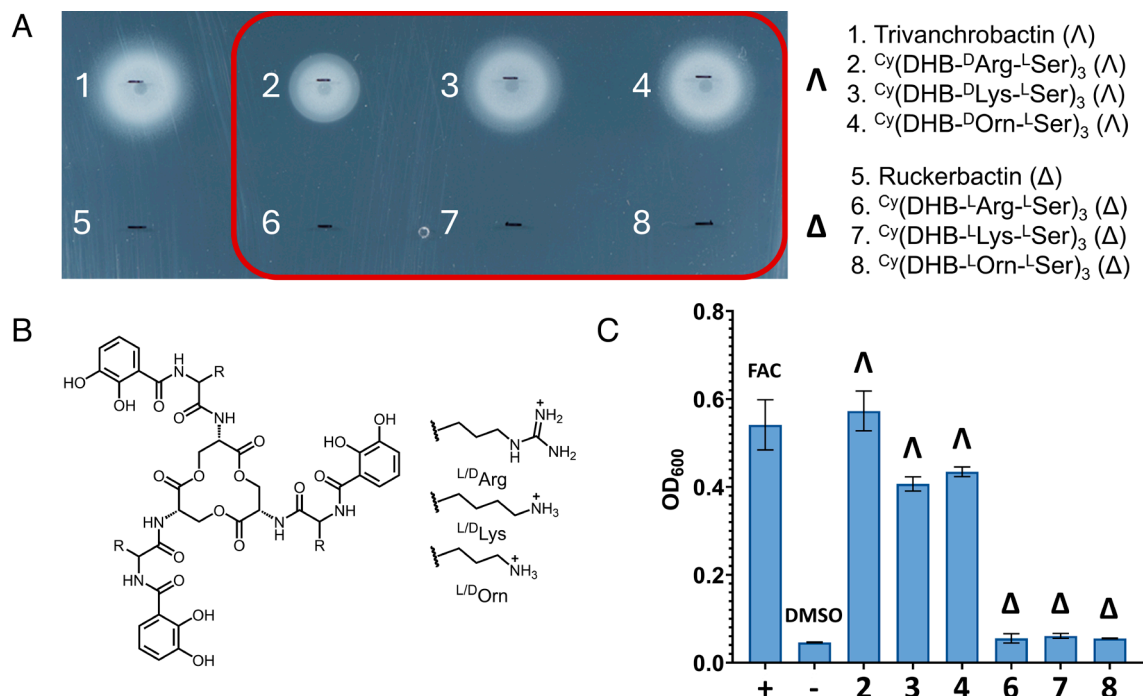 A
1
2
3
4
5
6
7
8
Λ
1. Trivanchrobactin (Λ)
2. Cy(DHB-DArg-LSer)3 (Λ)
3. Cy(DHB-DLys-LSer)3 (Λ)
4. Cy(DHB-DOrn-LSer)3 (Λ)
Δ
5. Ruckerbactin (Δ)
6. Cy(DHB-LArg-LSer)3 (Δ)
7. Cy(DHB-LLys-LSer)3 (Δ)
8. Cy(DHB-LOrn-LSer)3 (Δ)
B
HO
OH
O
H
N
R
O
NH
O
O
O
O
O
O
NH
O
R
O
NH
O
OH
OH
HO
OH
O
N
H
O
R
H
N
+
NH2
N
H
NH2
L/DArg
+
NH3
L/DLys
+
NH3
L/DOrn
C
OD600
0.8
0.6
0.4
0.2
0.0
FAC
DMSO
Λ
Λ
Λ
Δ
Δ
Δ
+
-
2
3
4
6
7
8